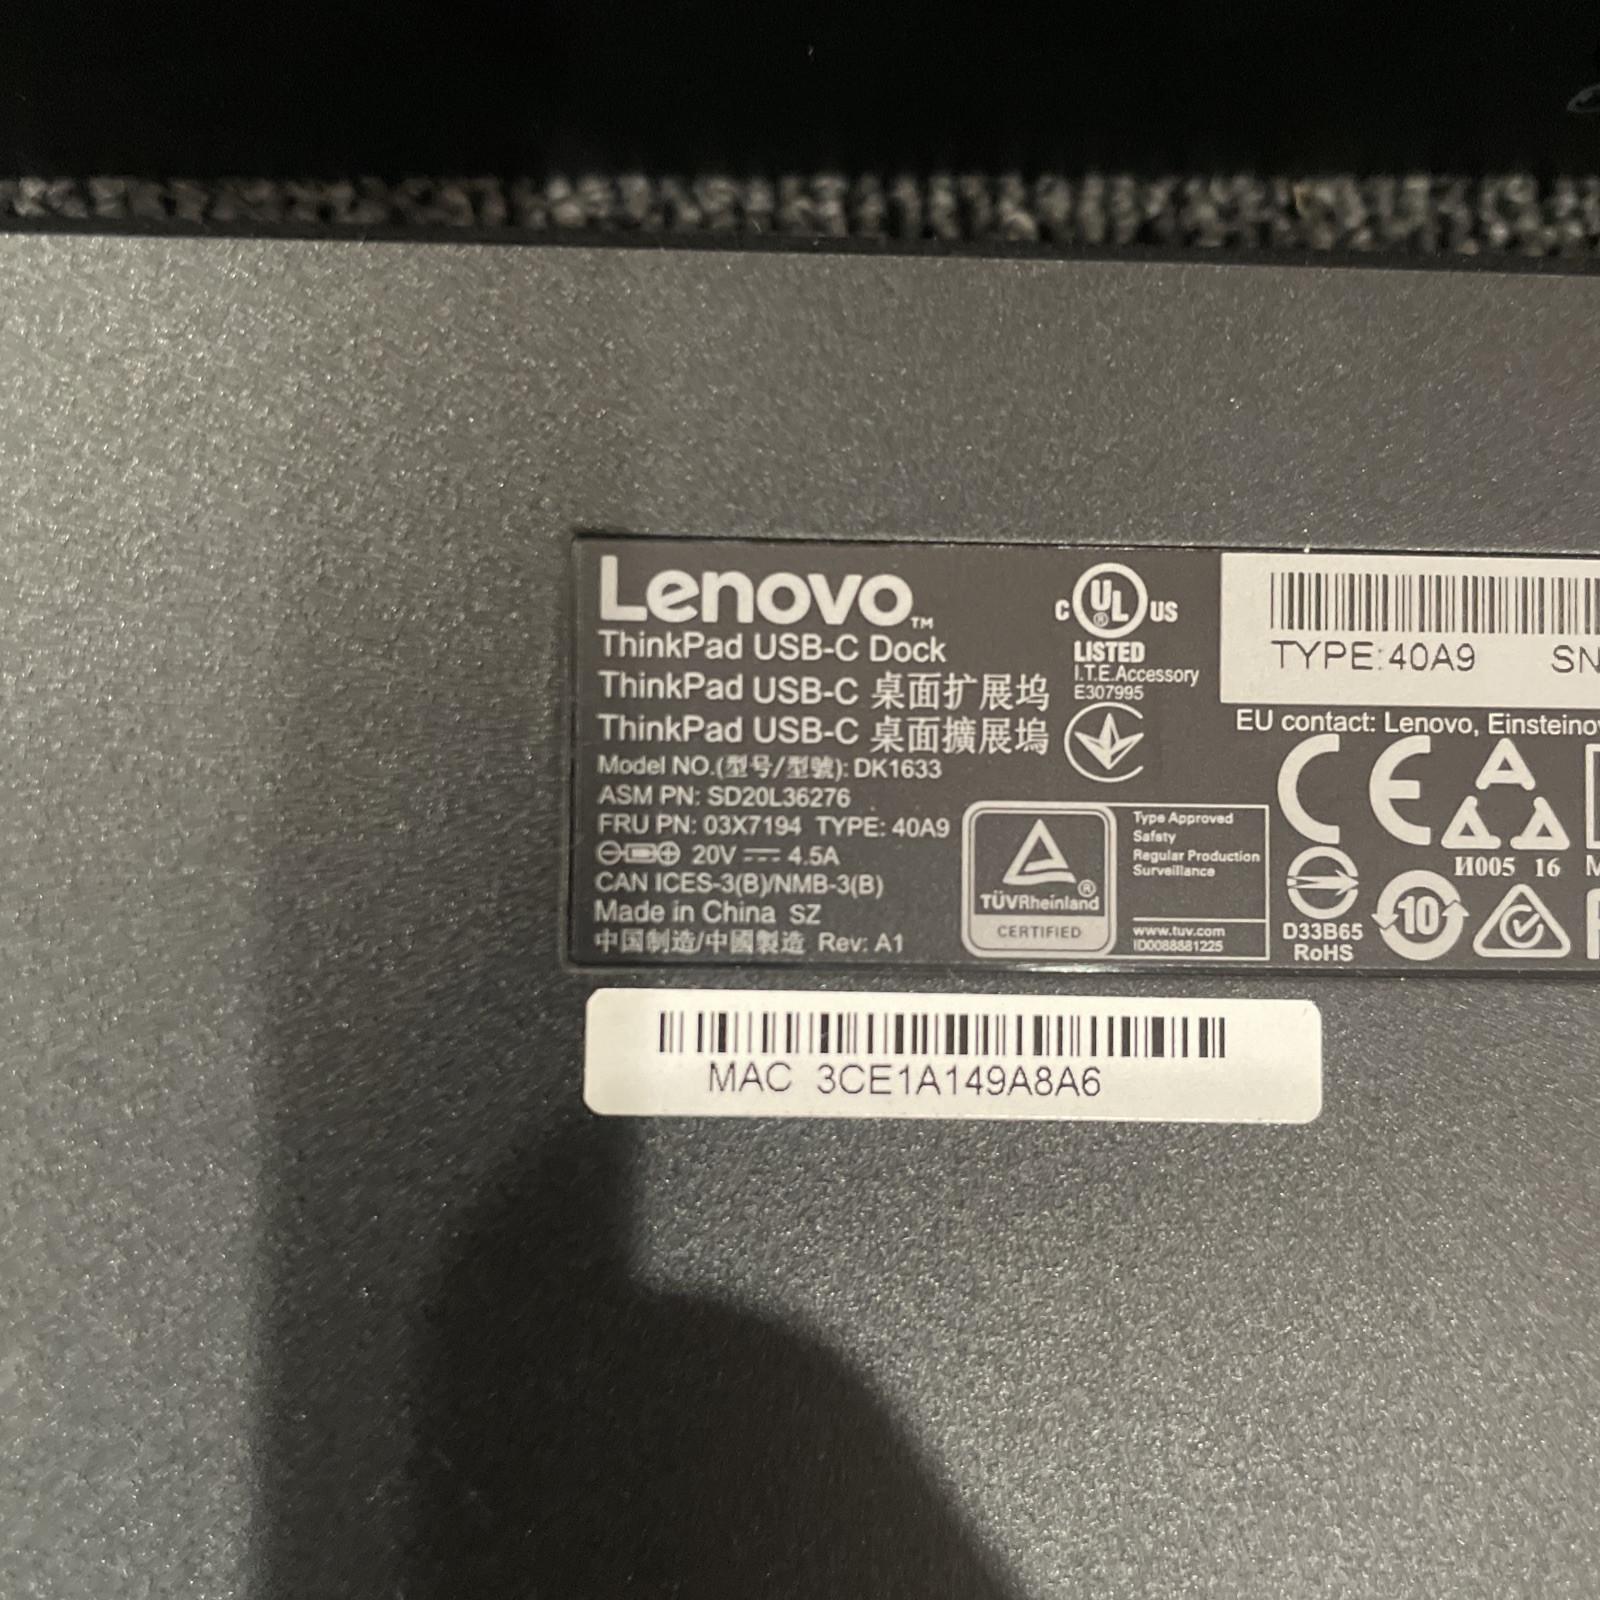 Lenovo™
ThinkPad USB-C Dock
ThinkPad USB-C 桌面扩展坞
ThinkPad USB-C 桌面擴展塢
Model NO.(型号/型號): DK1633
ASM PN: SD20L36276
FRU PN: 03X7194 TYPE: 40A9
20V 4.5A
CAN ICES-3(B)/NMB-3(B)
Made in China SZ
中国制造/中國製造 Rev: A1
C UL® US
LISTED
I.T.E.Accessory
E307995
TÜVRheinland®
CERTIFIED
Type Approved
Safety
Regular Production
Surveillance
www.tuv.com
ID0088881225
TYPE:40A9 SN
EU contact: Lenovo,
CE
И005 16
D33B65
RoHS
10
MAC 3CE1A149A8A6